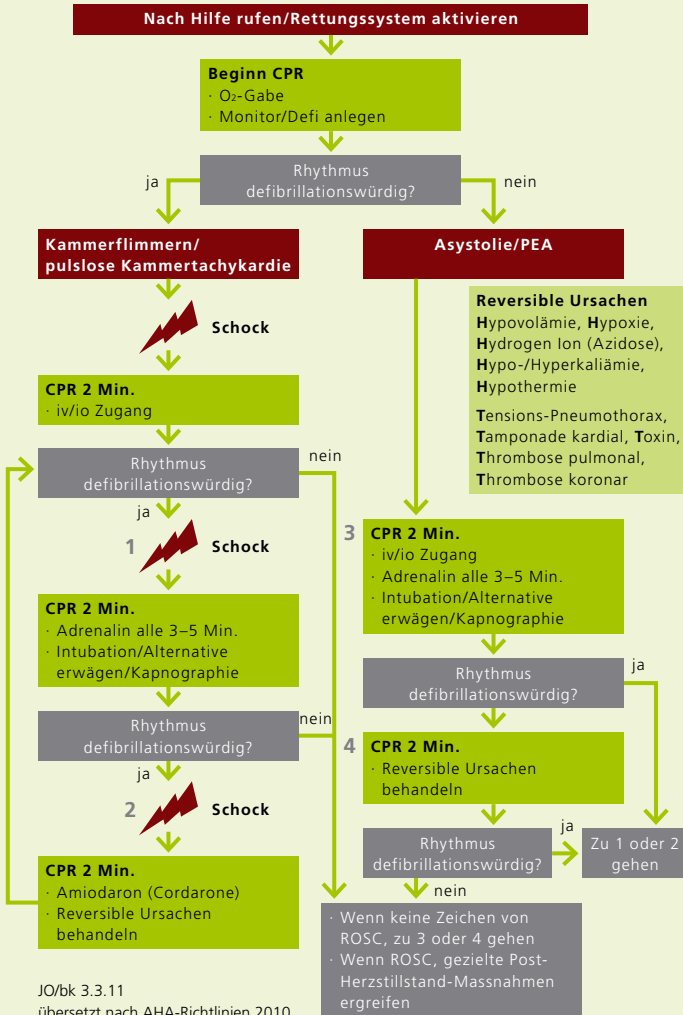 Nach Hilfe rufen/Rettungssystem aktivieren
Beginn CPR
· O₂-Gabe
· Monitor/Defi anlegen
Rhythmus
defibrillationswürdig?
ja
nein
Kammerflimmern/
pulslose Kammertachykardie
Schock
CPR 2 Min.
· iv/io Zugang
Rhythmus
defibrillationswürdig?
nein
ja
1
Schock
CPR 2 Min.
· Adrenalin alle 3–5 Min.
· Intubation/Alternative
erwägen/Kapnographie
Rhythmus
defibrillationswürdig?
nein
ja
2
Schock
CPR 2 Min.
· Amiodaron (Cordarone)
· Reversible Ursachen
behandeln
Asystolie/PEA
Reversible Ursachen
Hypovolämie, Hypoxie,
Hydrogen Ion (Azidose),
Hypo-/Hyperkaliämie,
Hypothermie
Tensions-Pneumothorax,
Tamponade kardial, Toxin,
Thrombose pulmonal,
Thrombose koronar
3
CPR 2 Min.
· iv/io Zugang
· Adrenalin alle 3–5 Min.
· Intubation/Alternative
erwägen/Kapnographie
Rhythmus
defibrillationswürdig?
ja
4
CPR 2 Min.
· Reversible Ursachen
behandeln
Rhythmus
defibrillationswürdig?
ja
Zu 1 oder 2
gehen
nein
· Wenn keine Zeichen von
ROSC, zu 3 oder 4 gehen
· Wenn ROSC, gezielte Post-
Herzstillstand-Massnahmen
ergreifen
JO/bk 3.3.11
übersetzt nach AHA-Richtlinien 2010